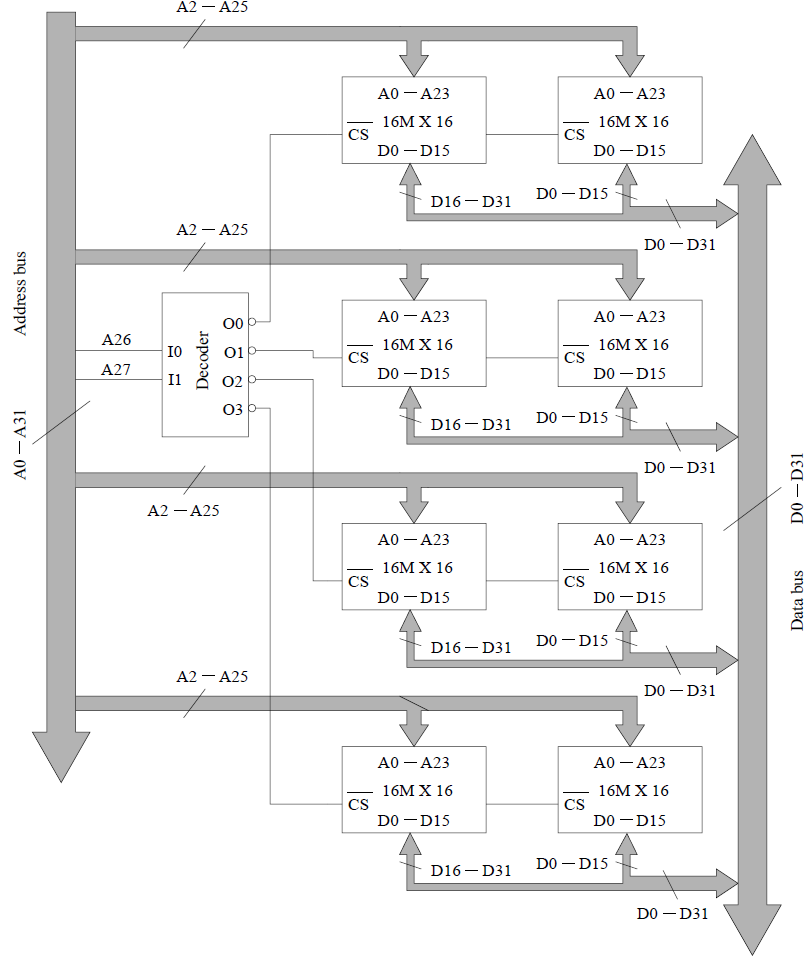 A2 — A25
A0 — A23
CS 16M X 16
D0 — D15
A0 — A23
CS 16M X 16
D0 — D15
D16 — D31
D0 — D15
D0 — D31
A2 — A25
A0 — A23
CS 16M X 16
D0 — D15
A0 — A23
CS 16M X 16
D0 — D15
D16 — D31
D0 — D15
D0 — D31
Address bus
A0 — A31
A26
A27
I0
I1
Decoder
O0
O1
O2
O3
A2 — A25
A0 — A23
CS 16M X 16
D0 — D15
A0 — A23
CS 16M X 16
D0 — D15
D16 — D31
D0 — D15
D0 — D31
D0 — D31
Data bus
A2 — A25
A0 — A23
CS 16M X 16
D0 — D15
A0 — A23
CS 16M X 16
D0 — D15
D16 — D31
D0 — D15
D0 — D31